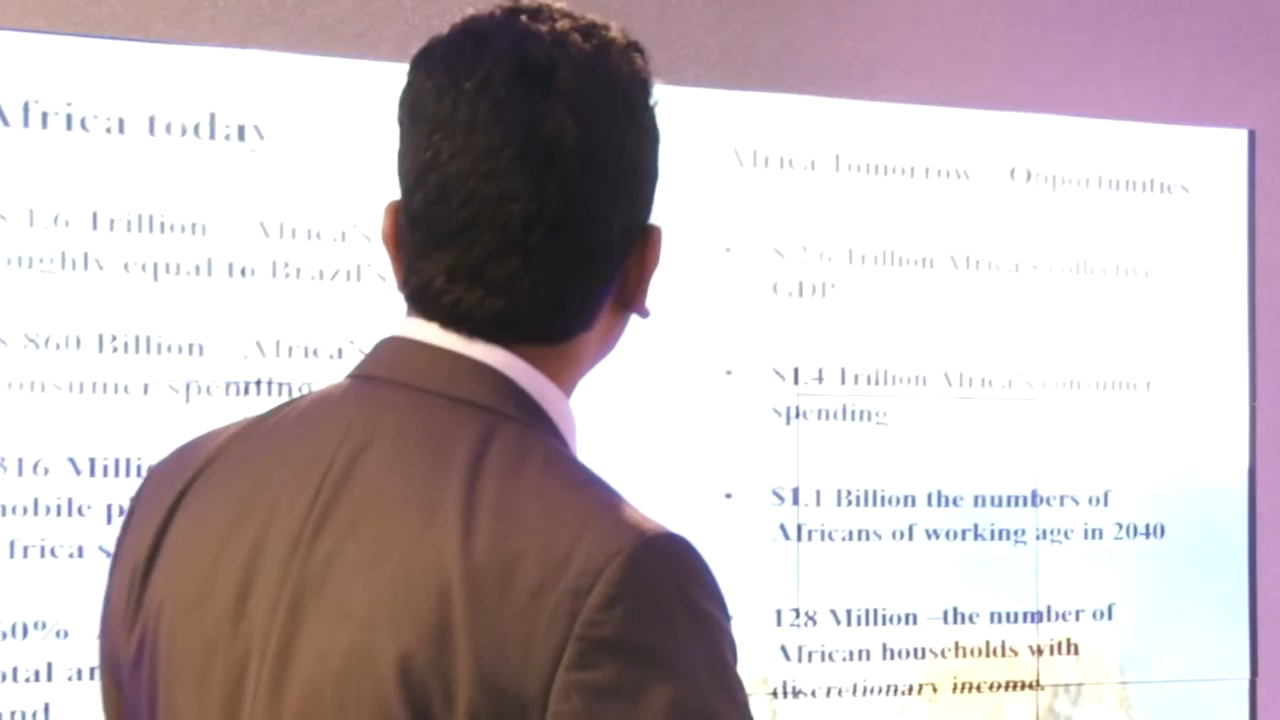 Africa today
$ 1.6 Trillion Africa's
oughly equal to Brazil's
$ 860 Billion Africa's
onsumer spending
316 Millio
mobile p
frica s
60%
otal ar
and
Africa Tomorrow Opportunities
• $ 2.6 Trillion Africa's collective
GDP
• $1.4 Trillion Africa's consumer
spending
• $1.1 Billion the numbers of
Africans of working age in 2040
128 Million –the number of
African households with
discretionary income.